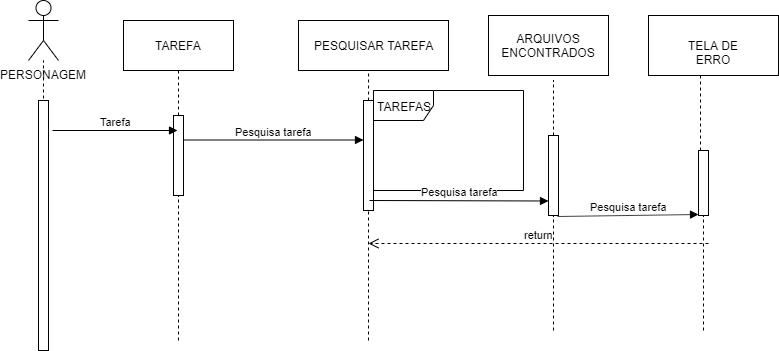 PERSONAGEM
TAREFA
PESQUISAR TAREFA
ARQUIVOS
ENCONTRADOS
TELA DE
ERRO
TAREFAS
Tarefa
Pesquisa tarefa
Pesquisa tarefa
Pesquisa tarefa
return